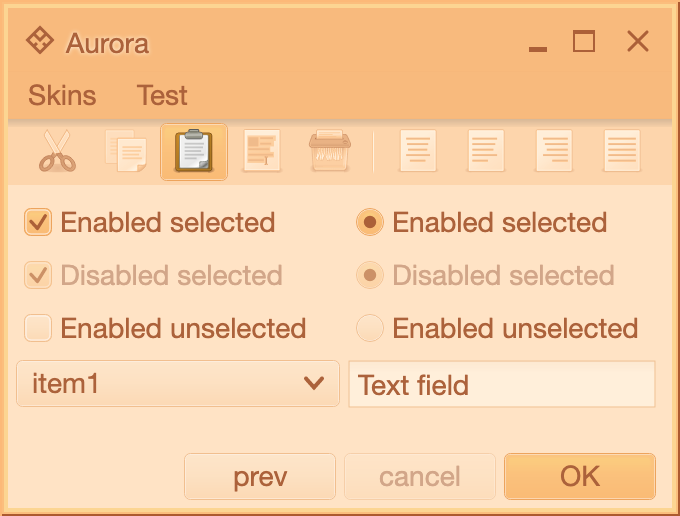 Aurora
Skins Test
Enabled selected Enabled selected
Disabled selected Disabled selected
Enabled unselected Enabled unselected
item1 Text field
prev cancel OK